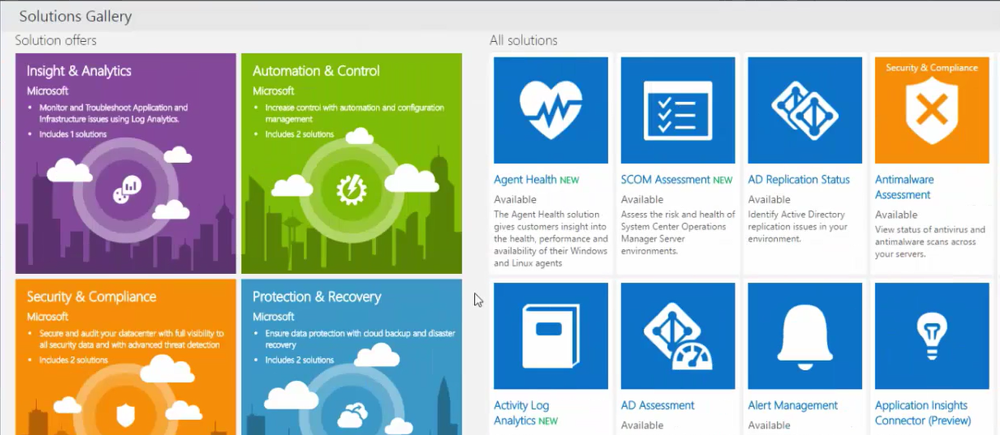 Solutions Gallery
Solution offers
Insight & Analytics
Microsoft
• Monitor and Troubleshoot Application and
Infrastructure issues using Log Analytics.
• Includes 1 solutions
Automation & Control
Microsoft
• Increase control with automation and configuration
management
• Includes 2 solutions
Security & Compliance
Microsoft
• Secure and audit your datacenter with full visibility to
all security data and with advanced threat detection
• Includes 2 solutions
Protection & Recovery
Microsoft
• Ensure data protection with cloud backup and disaster
recovery
• Includes 2 solutions
All solutions
Agent Health NEW
Available
The Agent Health solution
gives customers insight into
the health, performance and
availability of their Windows
and Linux agents
SCOM Assessment NEW
Available
Assess the risk and health of
System Center Operations
Manager Server
environments.
AD Replication Status
Available
Identify Active Directory
replication issues in your
environment.
Security & Compliance
Antimalware
Assessment
Available
View status of antivirus and
antimalware scans across
your servers.
Activity Log
Analytics NEW
AD Assessment
Available
Alert Management
Available
Application Insights
Connector (Preview)